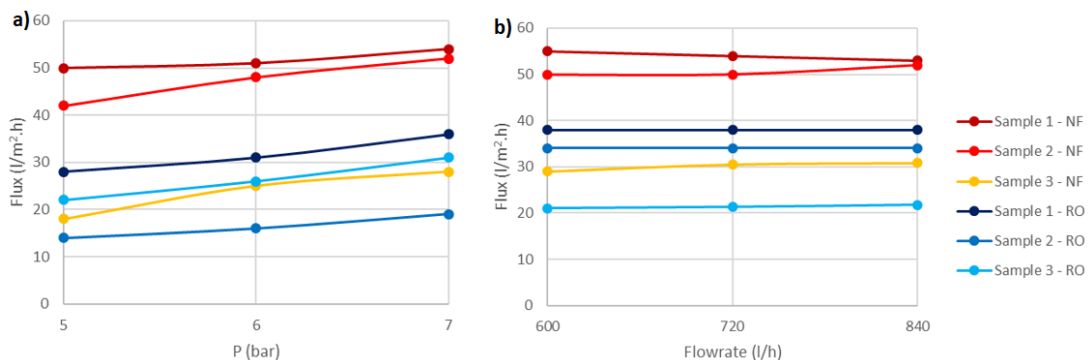 a)
60
50
40
30
20
10
0
Flux (l/m².h)
5
6
7
P (bar)
b)
60
50
40
30
20
10
0
Flux (l/m².h)
600
720
840
Flowrate (l/h)
Sample 1 - NF
Sample 2 - NF
Sample 3 - NF
Sample 1 - RO
Sample 2 - RO
Sample 3 - RO